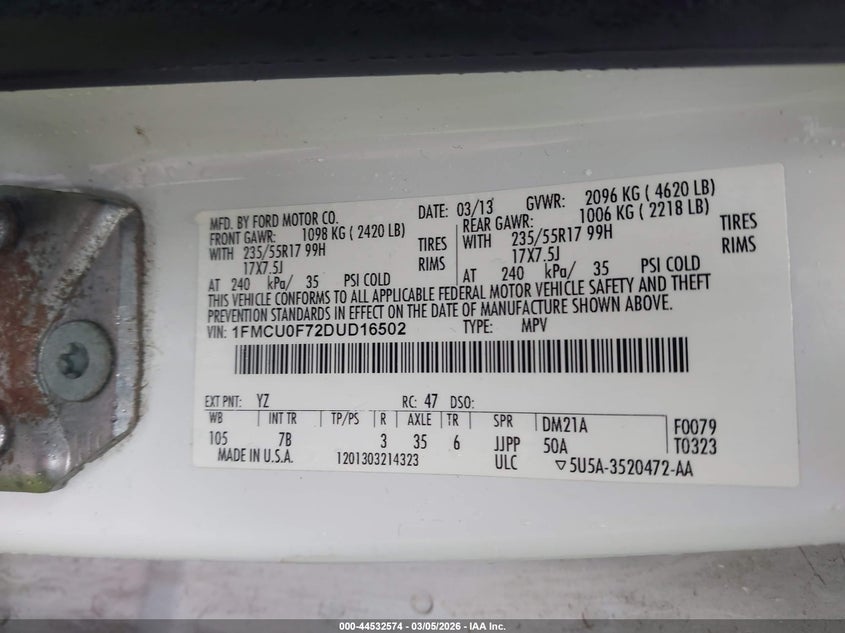 MFD. BY FORD MOTOR CO. DATE: 03/13 GVWR: 2096 KG ( 4620 LB)
FRONT GAWR: 1098 KG ( 2420 LB) REAR GAWR: 1006 KG ( 2218 LB)
WITH 235/55R17 99H TIRES WITH 235/55R17 99H TIRES
17X7.5J RIMS 17X7.5J RIMS
AT 240 kPa/ 35 PSI COLD AT 240 kPa/ 35 PSI COLD
THIS VEHICLE CONFORMS TO ALL APPLICABLE FEDERAL MOTOR VEHICLE SAFETY AND THEFT
PREVENTION STANDARDS IN EFFECT ON THE DATE OF MANUFACTURE SHOWN ABOVE.
VIN: 1FMCU0F72DUD16502 TYPE: MPV
EXT PNT: YZ RC: 47 DSO:
WB INT TR TP/PS R AXLE TR SPR DM21A F0079
105 7B 3 35 6 JJPP 50A T0323
MADE IN U.S.A. 1201303214323 ULC ▽5U5A-3520472-AA
000-44532574 | 03/05/2026 – IAA Inc.